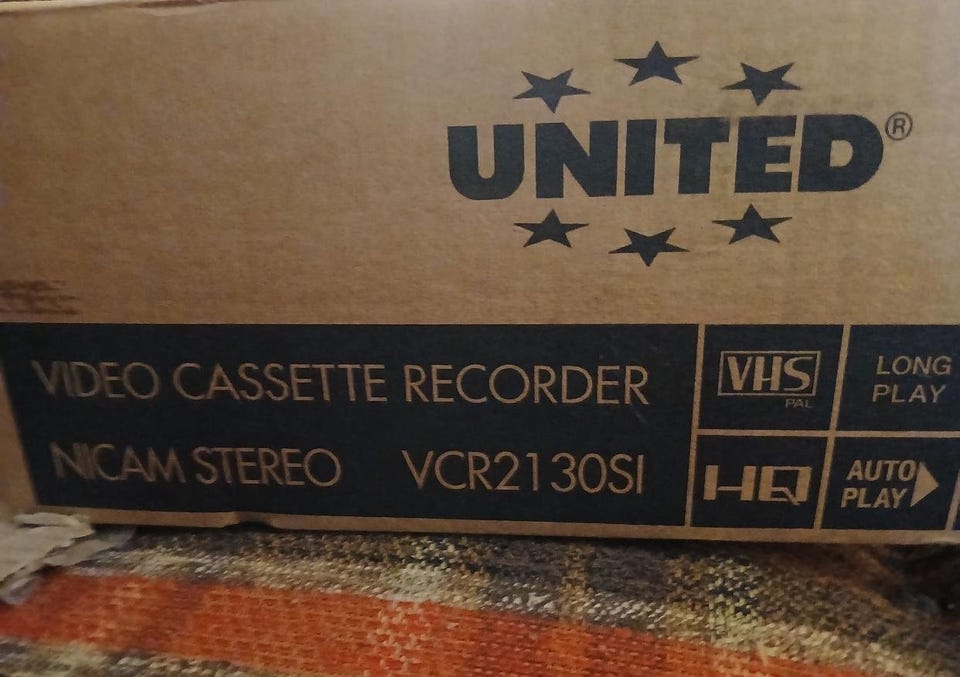 UNITED®
VIDEO CASSETTE RECORDER
NICAM STEREO VCR2130SI
VHS
PAL
LONG
PLAY
HQ
AUTO
PLAY